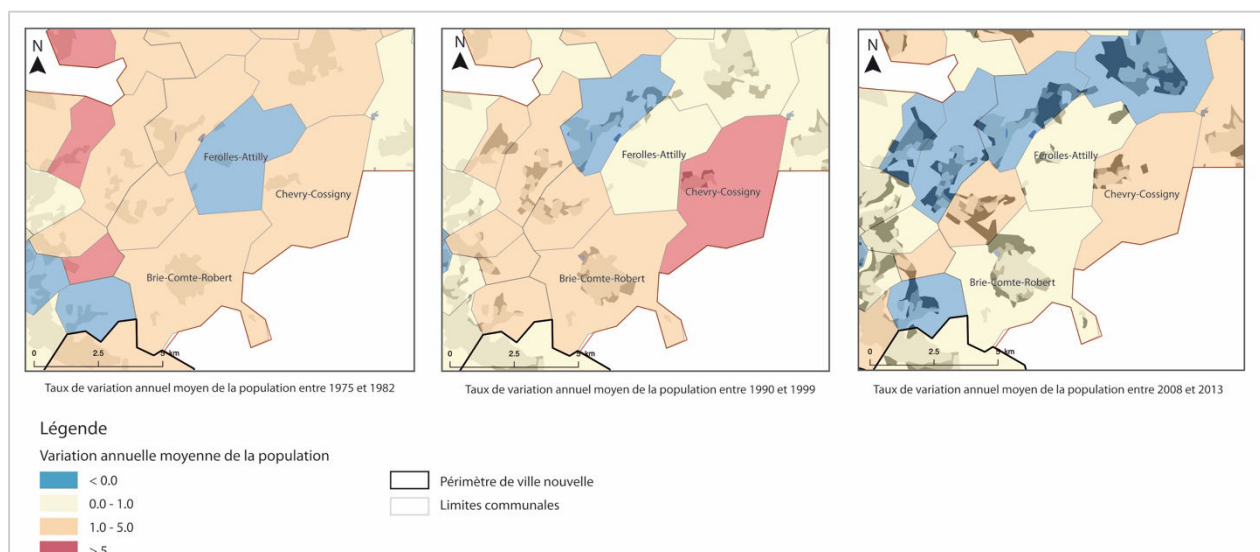 N
Ferolles-Attilly
Chevry-Cossigny
Brie-Comte-Robert
0 2.5 5 km
Taux de variation annuel moyen de la population entre 1975 et 1982
N
Ferolles-Attilly
Chevry-Cossigny
Brie-Comte-Robert
0 2.5 5 km
Taux de variation annuel moyen de la population entre 1990 et 1999
N
Ferolles-Attilly
Chevry-Cossigny
Brie-Comte-Robert
0 2.5 5 km
Taux de variation annuel moyen de la population entre 2008 et 2013
Légende
Variation annuelle moyenne de la population
< 0.0
0.0 - 1.0
1.0 - 5.0
> 5
Périmètre de ville nouvelle
Limites communales